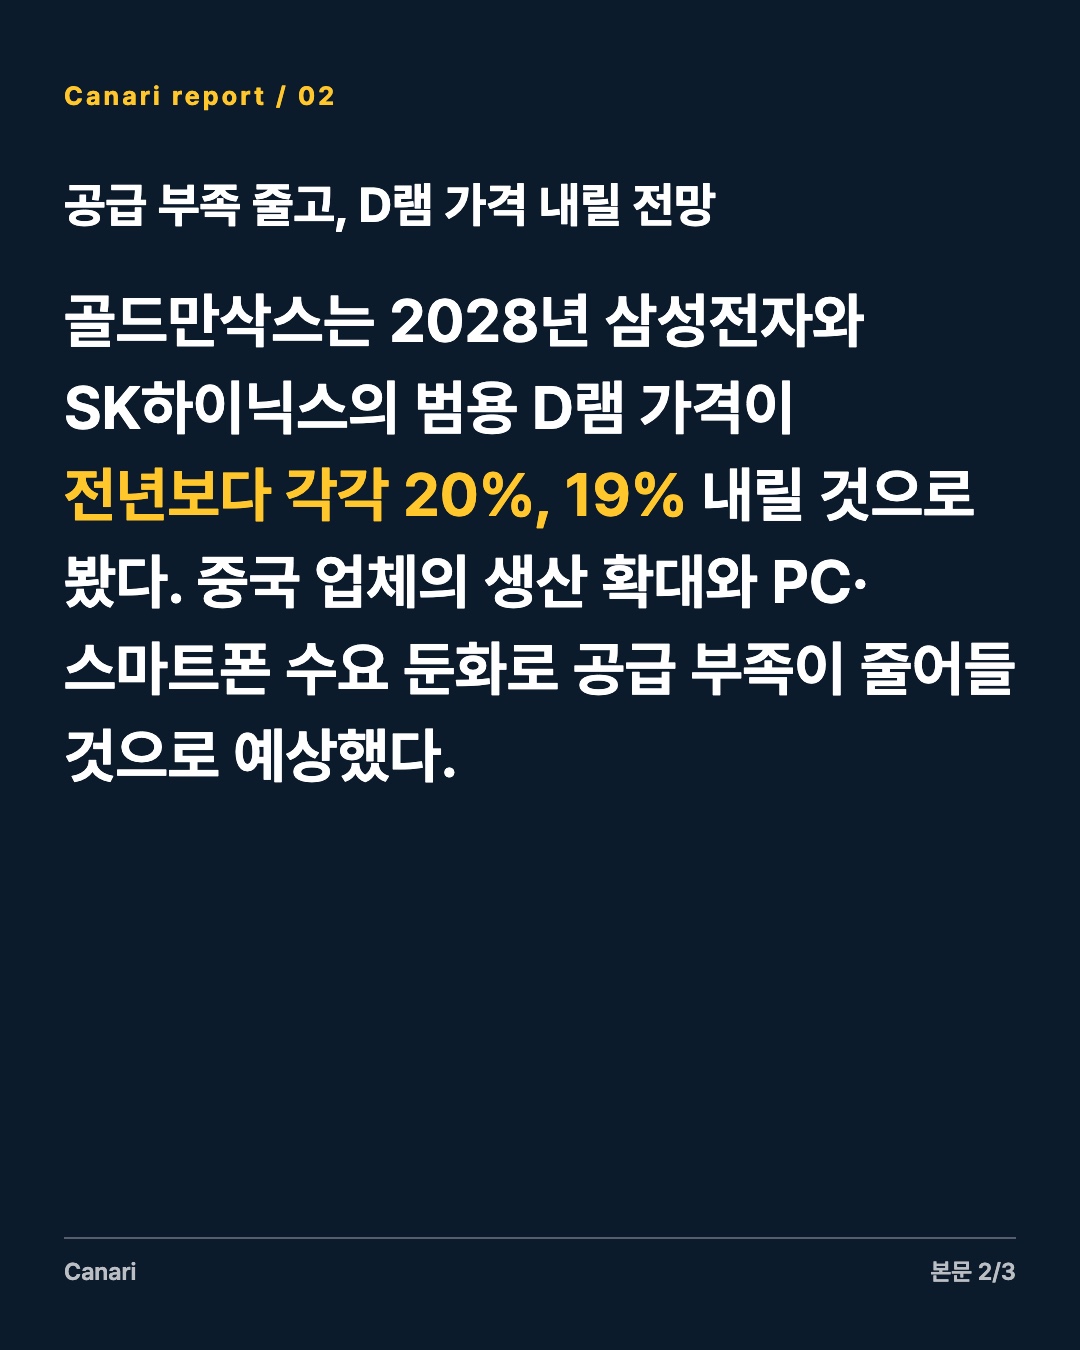 Canari report / 02
공급 부족 줄고, D램 가격 내릴 전망
골드만삭스는 2028년 삼성전자와
SK하이닉스의 범용 D램 가격이
전년보다 각각 20%, 19% 내릴 것으로
봤다. 중국 업체의 생산 확대와 PC·
스마트폰 수요 둔화로 공급 부족이 줄어들
것으로 예상했다.
Canari
본문 2/3